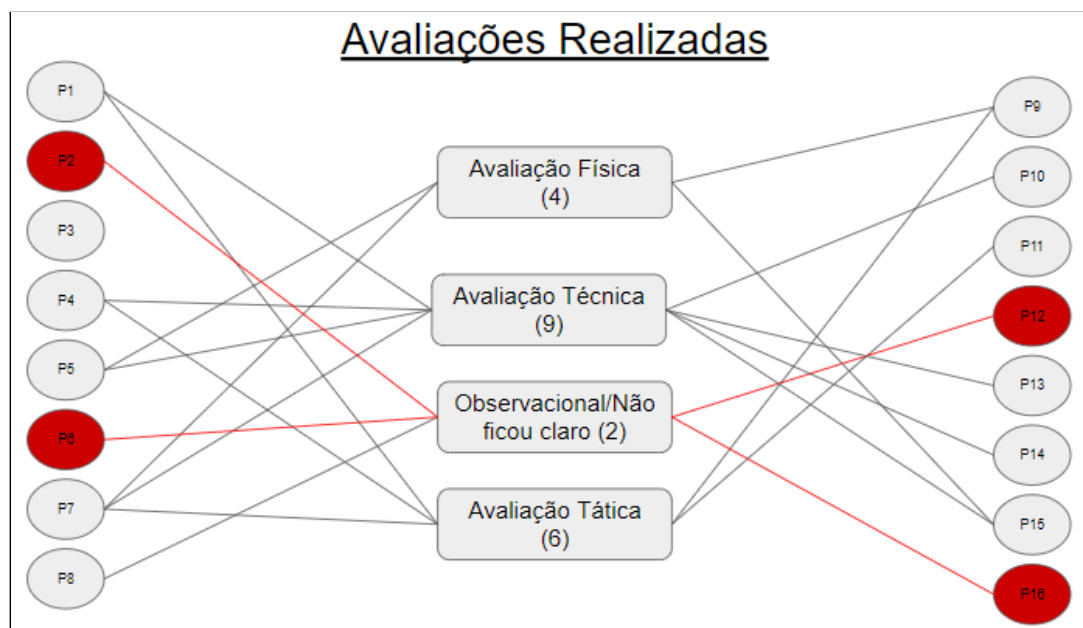 Avaliações Realizadas
P1
P2
P3
P4
P5
P6
P7
P8
Avaliação Física
(4)
Avaliação Técnica
(9)
Observacional/Não
ficou claro (2)
Avaliação Tática
(6)
P9
P10
P11
P12
P13
P14
P15
P16